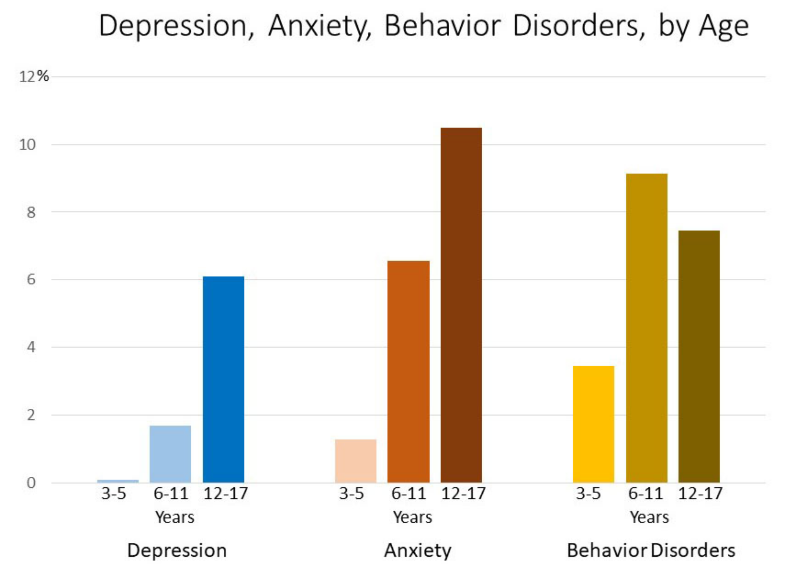 Depression, Anxiety, Behavior Disorders, by Age
12%
10
8
6
4
2
0
3-5 6-11 12-17 3-5 6-11 12-17 3-5 6-11 12-17
Years Years Years
Depression Anxiety Behavior Disorders